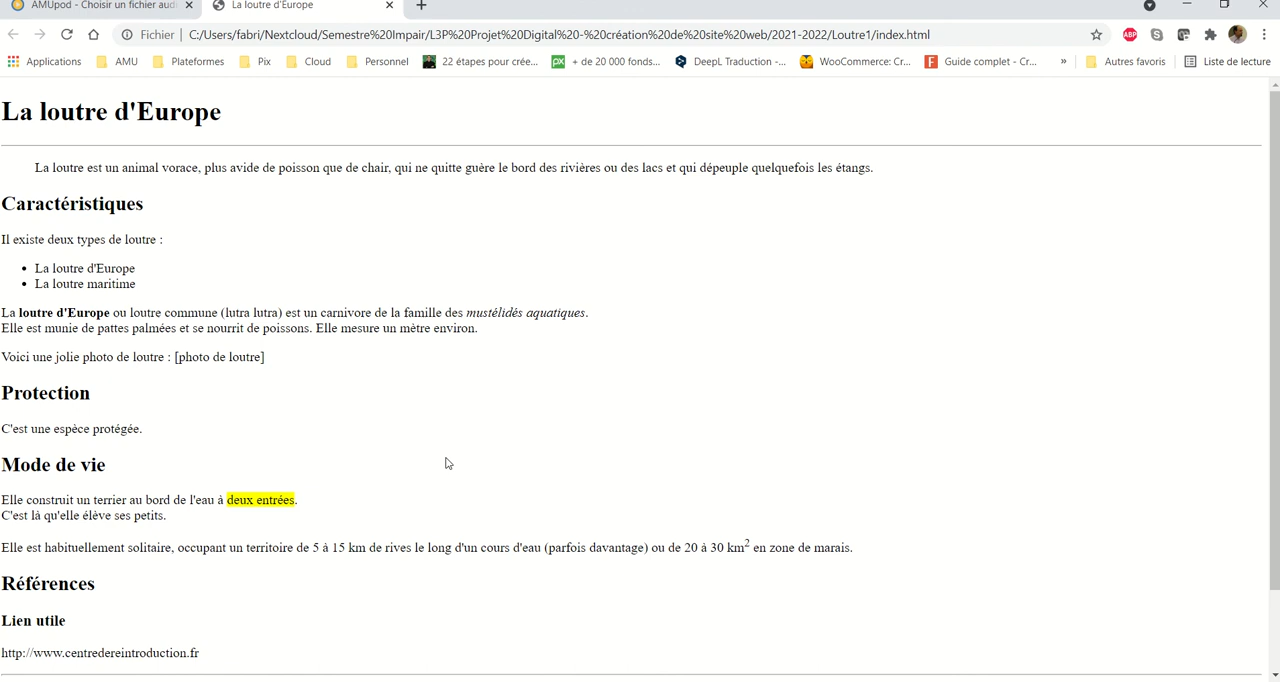 AMUpod - Choisir un fichier audi
La loutre d'Europe
Fichier | C:/Users/fabri/Nextcloud/Semestre%20Impair/L3P%20Projet%20Digital%20-%20création%20de%20site%20web/2021-2022/Loutre1/index.html
ABP
Applications AMU Plateformes Pix Cloud Personnel 22 étapes pour crée... px + de 20 000 fonds... DeepL Traduction -... WooCommerce: Cr... F Guide complet - Cr... » Autres favoris Liste de lecture
La loutre d'Europe
La loutre est un animal vorace, plus avide de poisson que de chair, qui ne quitte guère le bord des rivières ou des lacs et qui dépeuple quelquefois les étangs.
Caractéristiques
Il existe deux types de loutre :
• La loutre d'Europe
• La loutre maritime
La loutre d'Europe ou loutre commune (lutra lutra) est un carnivore de la famille des mustélidés aquatiques.
Elle est munie de pattes palmées et se nourrit de poissons. Elle mesure un mètre environ.
Voici une jolie photo de loutre : [photo de loutre]
Protection
C'est une espèce protégée.
Mode de vie
Elle construit un terrier au bord de l'eau à deux entrées.
C'est là qu'elle élève ses petits.
Elle est habituellement solitaire, occupant un territoire de 5 à 15 km de rives le long d'un cours d'eau (parfois davantage) ou de 20 à 30 km² en zone de marais.
Références
Lien utile
http://www.centredereintroduction.fr